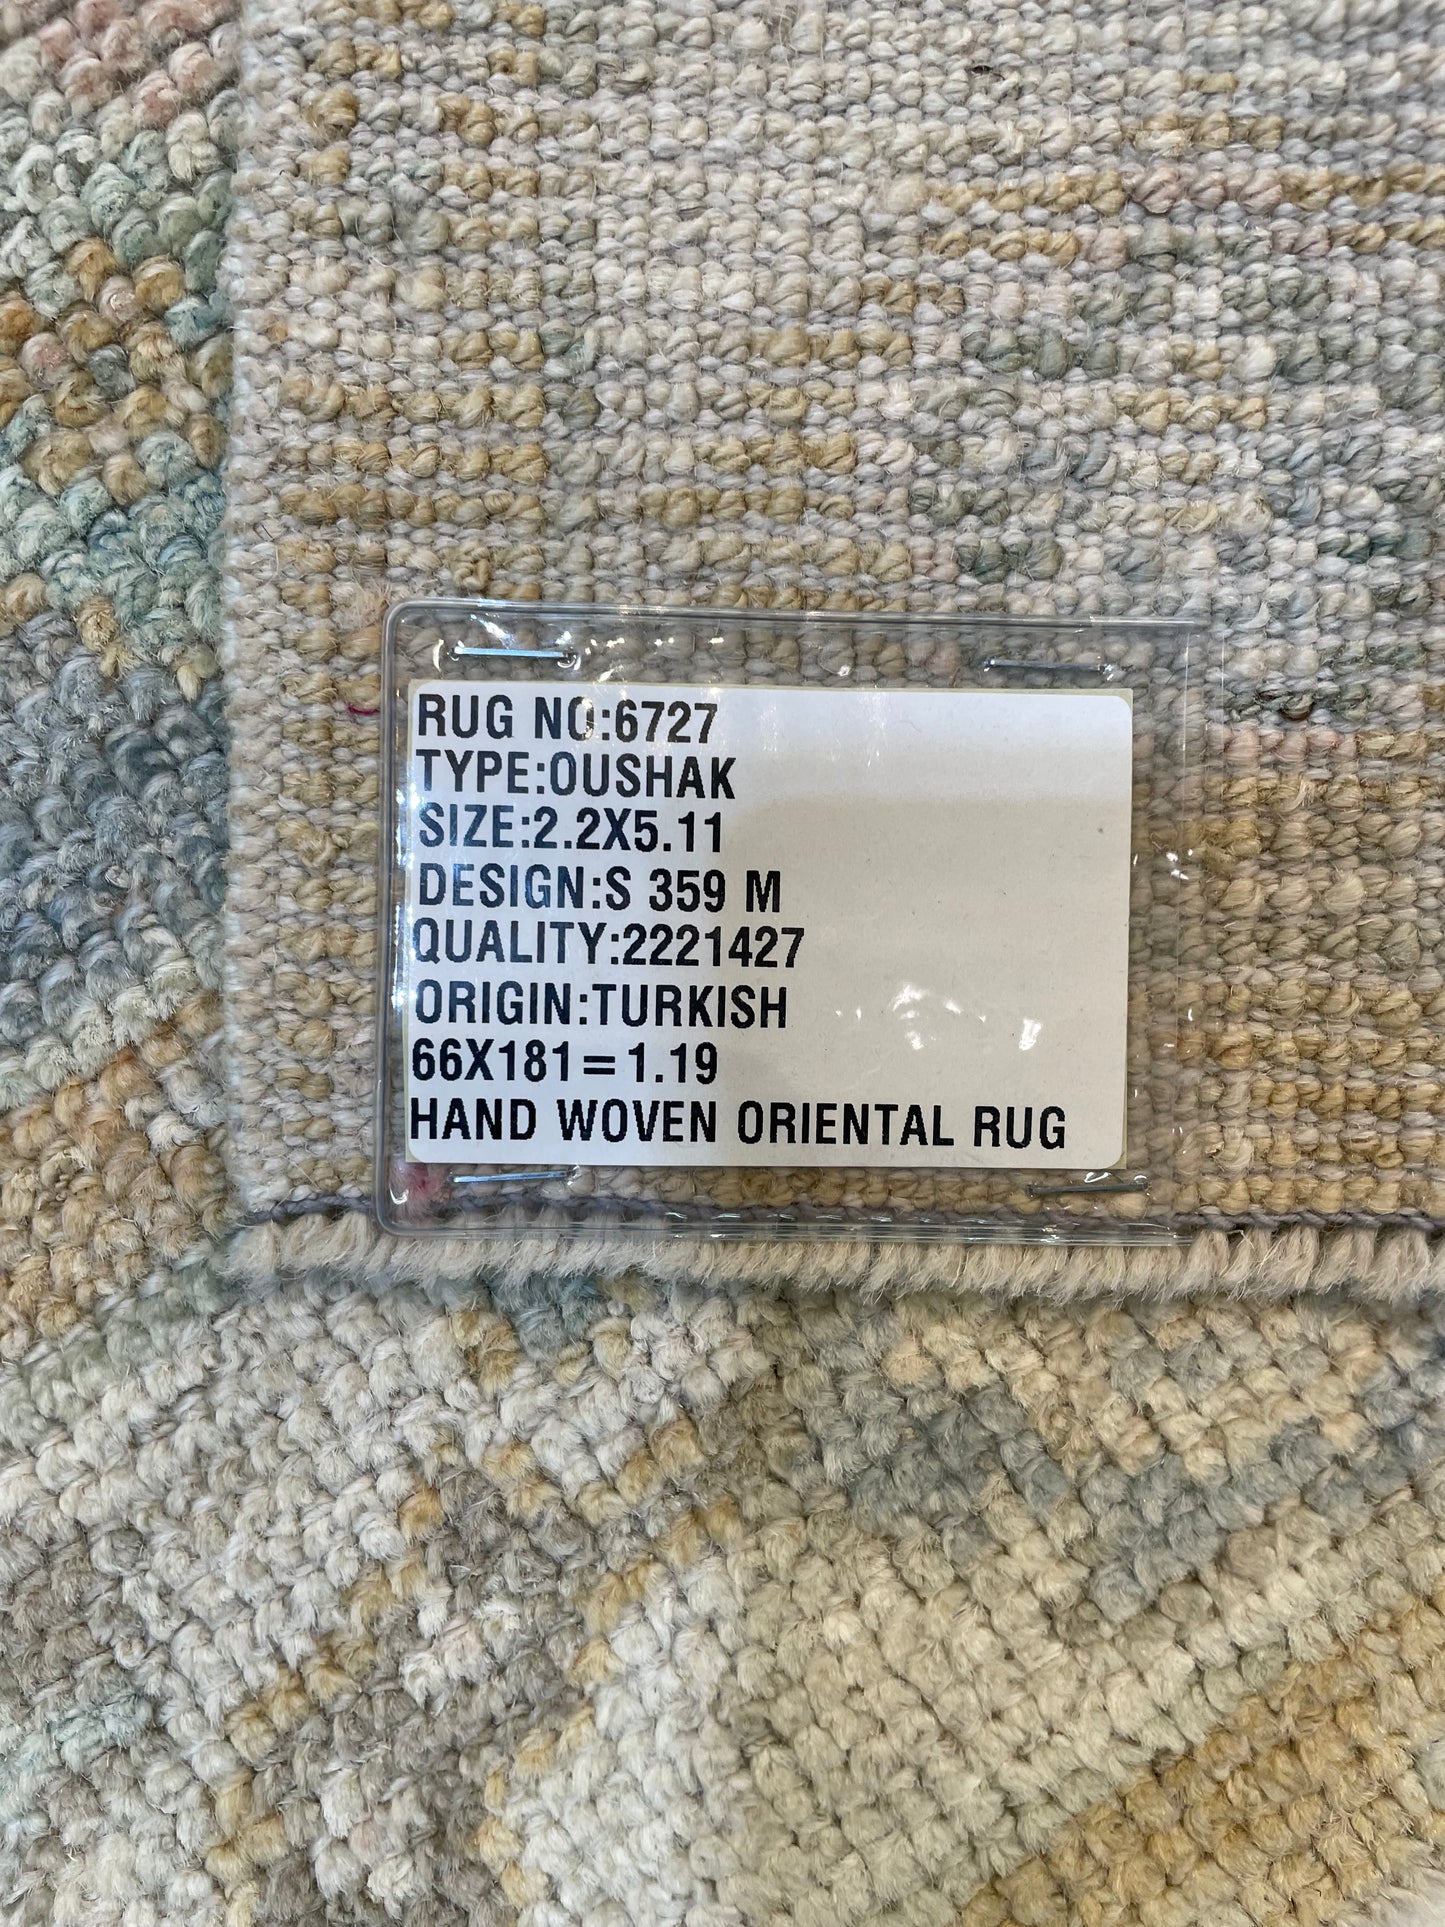 RUG NO:6727
TYPE:OUSHAK
SIZE:2.2X5.11
DESIGN:S 359 M
QUALITY:2221427
ORIGIN:TURKISH
66X181=1.19
HAND WOVEN ORIENTAL RUG